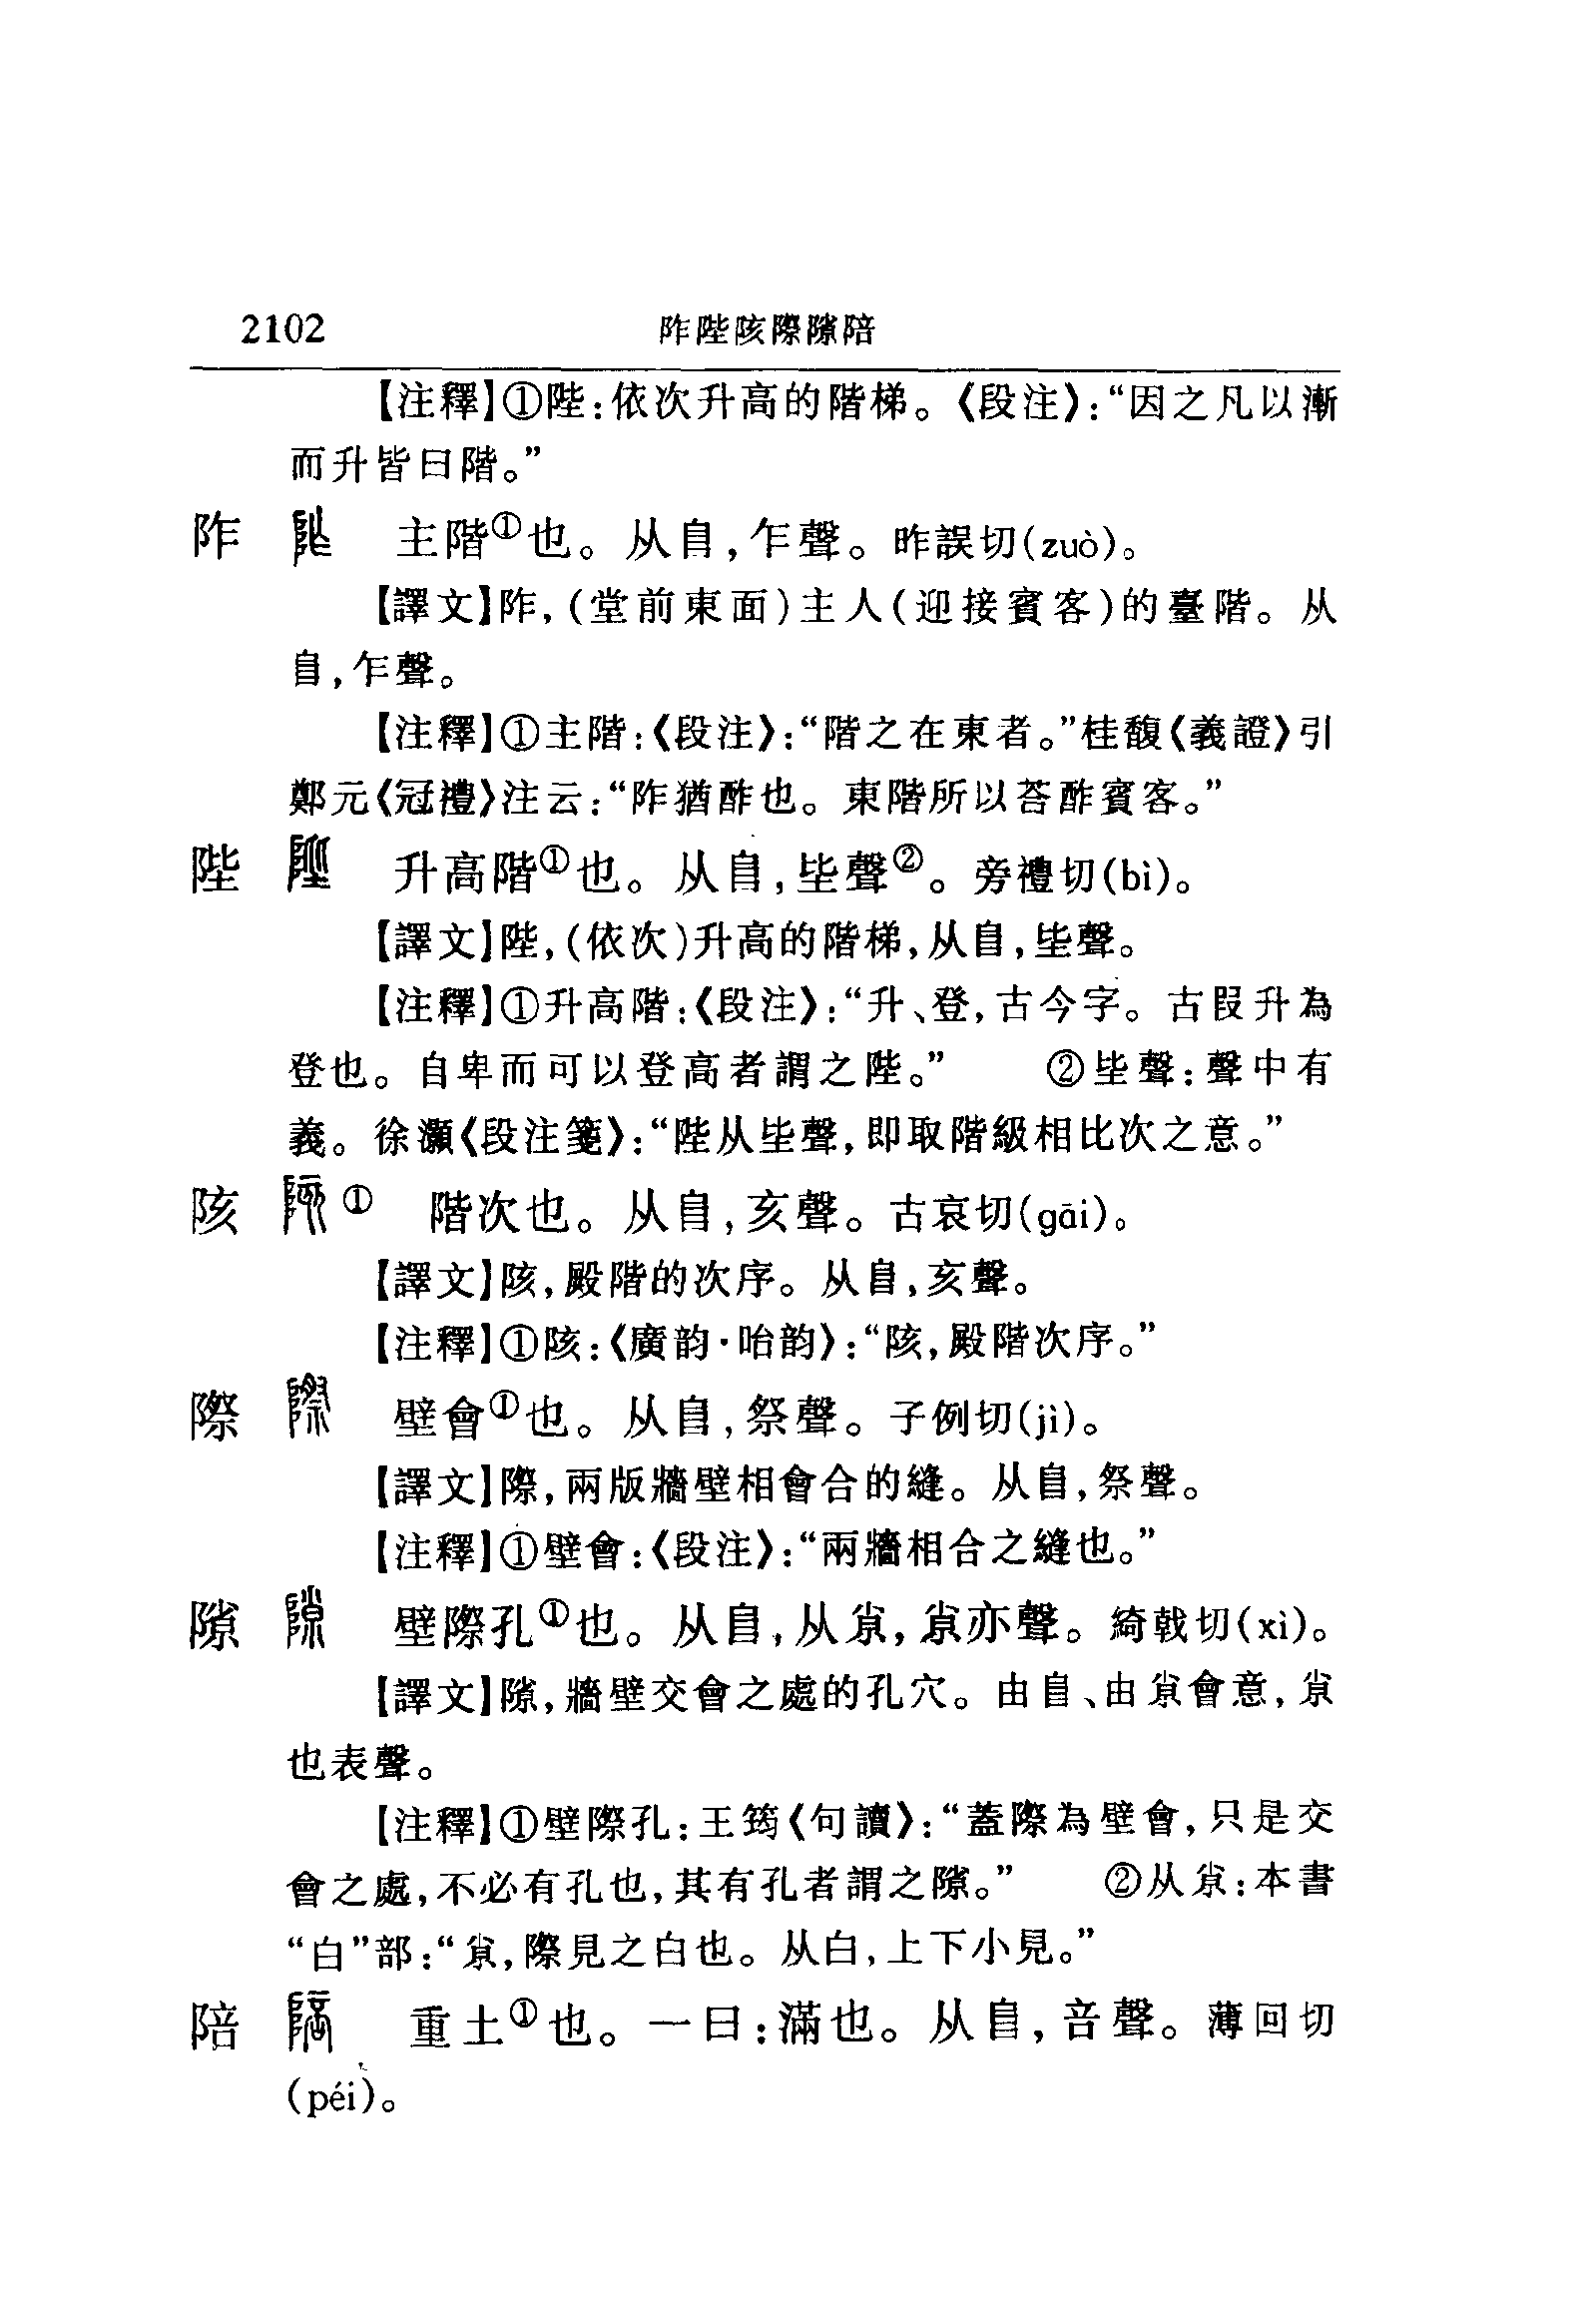 2102 阼陛陔際隙陪
【注釋】①陛:依次升高的階梯。《段注》:“因之凡以漸
而升皆曰階。”
阼 主階①也。从𨸏,乍聲。昨誤切(zuò)。
【譯文】阼,(堂前東面)主人(迎接賓客)的臺階。从
𨸏,乍聲。
【注釋】①主階:《段注》:“階之在東者。”桂馥《義證》引
鄭元《冠禮》注云:“阼猶酢也。東階所以荅酢賓客。”
陛 升高階①也。从𨸏,坒聲②。旁禮切(bì)。
【譯文】陛,(依次)升高的階梯,从𨸏,坒聲。
【注釋】①升高階:《段注》:“升、登,古今字。古叚升為
登也。自卑而可以登高者謂之陛。” ②坒聲:聲中有
義。徐灝《段注箋》:“陛从坒聲,即取階級相比次之意。”
陔 ① 階次也。从𨸏,亥聲。古哀切(gāi)。
【譯文】陔,殿階的次序。从𨸏,亥聲。
【注釋】①陔:《廣韵·咍韵》:“陔,殿階次序。”
際 壁會①也。从𨸏,祭聲。子例切(jì)。
【譯文】際,兩版牆壁相會合的縫。从𨸏,祭聲。
【注釋】①壁會:《段注》:“兩牆相合之縫也。”
隙 壁際孔①也。从𨸏,从𡭴,𡭴亦聲。綺戟切(xì)。
【譯文】隙,牆壁交會之處的孔穴。由𨸏、由𡭴會意,𡭴
也表聲。
【注釋】①壁際孔:王筠《句讀》:“蓋際為壁會,只是交
會之處,不必有孔也,其有孔者謂之隙。” ②从𡭴:本書
“白”部:“𡭴,際見之白也。从白,上下小見。”
陪 重土①也。一曰:滿也。从𨸏,咅聲。薄回切
(péi)。